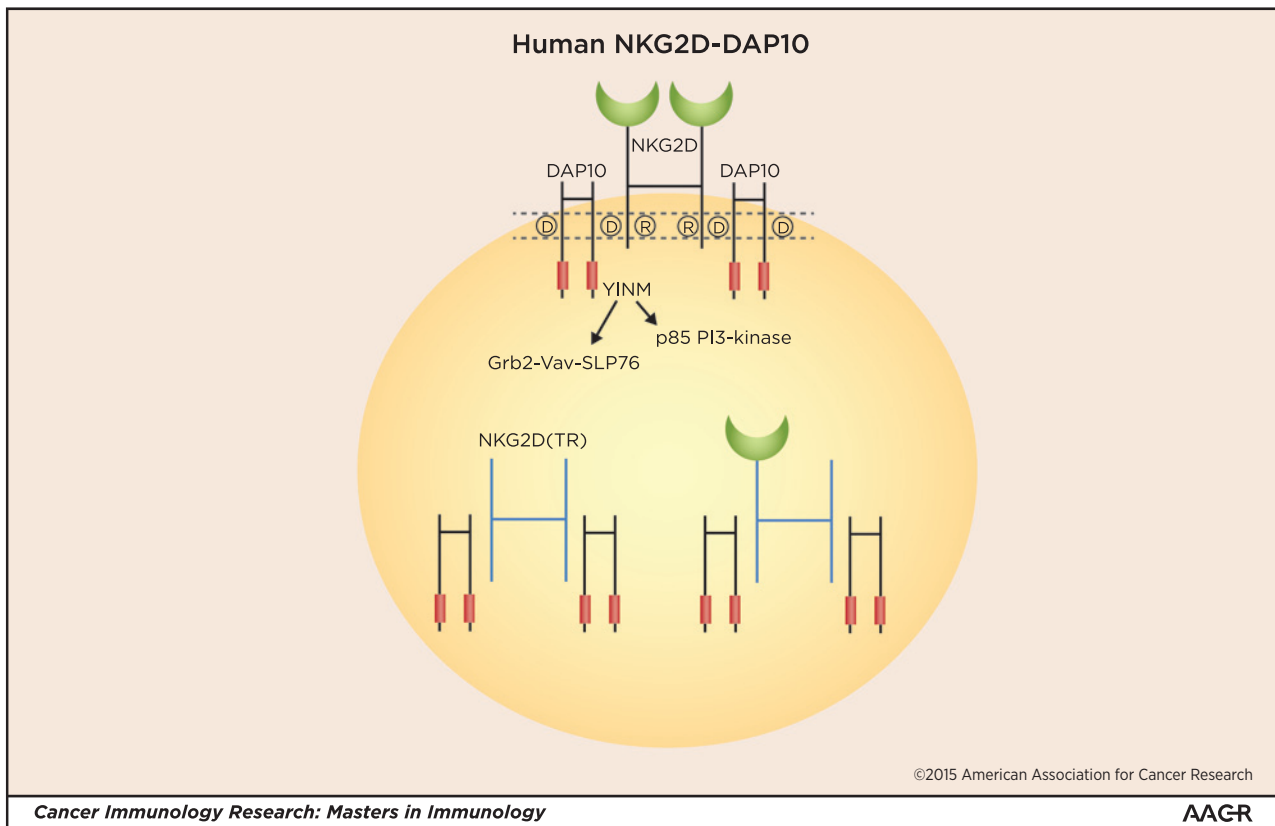 Human NKG2D-DAP10
NKG2D
DAP10 DAP10
D D R R D D
YINM
p85 PI3-kinase
Grb2-Vav-SLP76
NKG2D(TR)
©2015 American Association for Cancer Research
Cancer Immunology Research: Masters in Immunology AACR